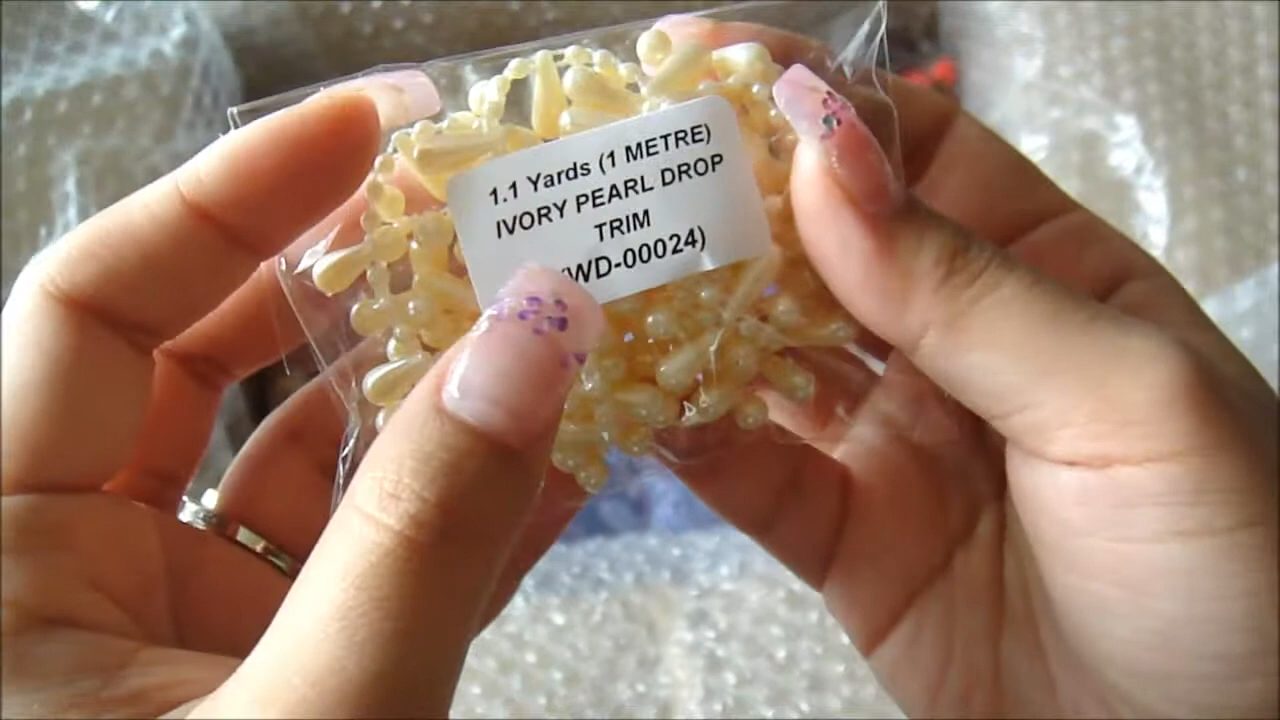 1.1 Yards (1 METRE)
IVORY PEARL DROP
TRIM
WD-00024)